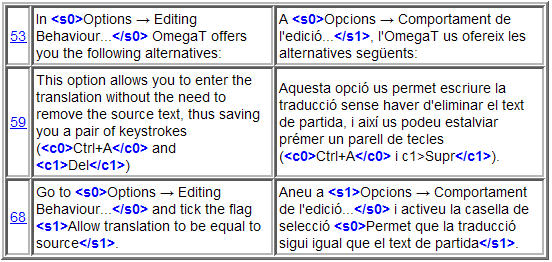 53
In <s0>Options → Editing
Behaviour...</s0> OmegaT offers
you the following alternatives:
A <s0>Opcions → Comportament de
l'edició...</s1>, l'OmegaT us ofereix les
alternatives següents:
59
This option allows you to enter the
translation without the need to
remove the source text, thus saving
you a pair of keystrokes
(<c0>Ctrl+A</c0> and
<c1>Del</c1>)
Aquesta opció us permet escriure la
traducció sense haver d'eliminar el text
de partida, i així us podeu estalviar
prémer un parell de tecles
(<c0>Ctrl+A</c0> i c1>Supr</c1>).
68
Go to <s0>Options → Editing
Behaviour...</s0> and tick the flag
<s1>Allow translation to be equal to
source</s1>.
Aneu a <s1>Opcions → Comportament
de l'edició...</s0> i activeu la casella de
selecció <s0>Permet que la traducció
sigui igual que el text de partida</s1>.